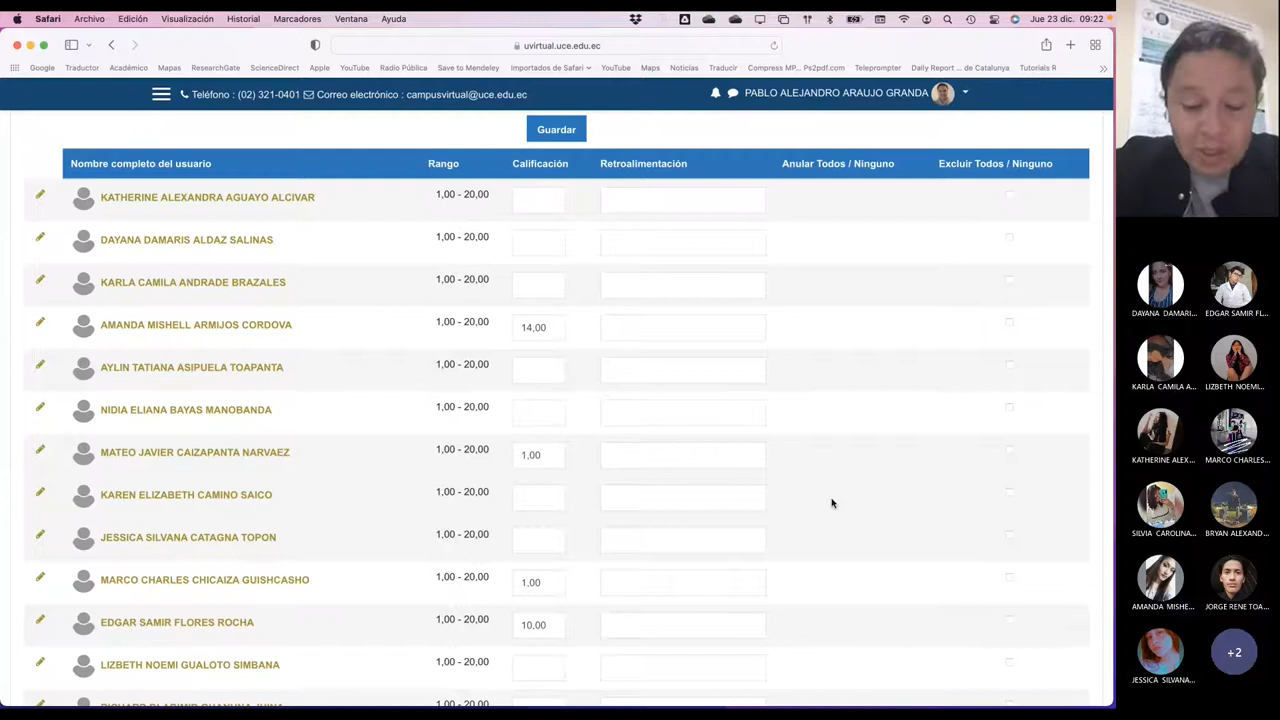 Safari Archivo Edición Visualización Historial Marcadores Ventana Ayuda Jue 23 dic. 09:22
uvirtual.uce.edu.ec
Google Traductor Académico Mapas ResearchGate ScienceDirect Apple YouTube Radio Pública Save to Mendeley Importados de Safari YouTube Maps Noticias Traducir Compress MP... Ps2pdf.com Teleprompter Daily Report ... de Catalunya Tutorials R
Teléfono : (02) 321-0401 Correo electrónico : campusvirtual@uce.edu.ec PABLO ALEJANDRO ARAUJO GRANDA
Guardar
Nombre completo del usuario Rango Calificación Retroalimentación Anular Todos / Ninguno Excluir Todos / Ninguno
KATHERINE ALEXANDRA AGUAYO ALCIVAR 1,00 - 20,00
DAYANA DAMARIS ALDAZ SALINAS 1,00 - 20,00
KARLA CAMILA ANDRADE BRAZALES 1,00 - 20,00
AMANDA MISHELL ARMIJOS CORDOVA 1,00 - 20,00 14,00
AYLIN TATIANA ASIPUELA TOAPANTA 1,00 - 20,00
NIDIA ELIANA BAYAS MANOBANDA 1,00 - 20,00
MATEO JAVIER CAIZAPANTA NARVAEZ 1,00 - 20,00 1,00
KAREN ELIZABETH CAMINO SAICO 1,00 - 20,00
JESSICA SILVANA CATAGNA TOPON 1,00 - 20,00
MARCO CHARLES CHICAIZA GUISHCASHO 1,00 - 20,00 1,00
EDGAR SAMIR FLORES ROCHA 1,00 - 20,00 10,00
LIZBETH NOEMI GUALOTO SIMBANA 1,00 - 20,00
DAYANA DAMARI... EDGAR SAMIR FL...
KARLA CAMILA A... LIZBETH NOEMI...
KATHERINE ALEX... MARCO CHARLES...
SILVIA CAROLINA... BRYAN ALEXAND...
AMANDA MISHE... JORGE RENE TOA...
JESSICA SILVANA... +2